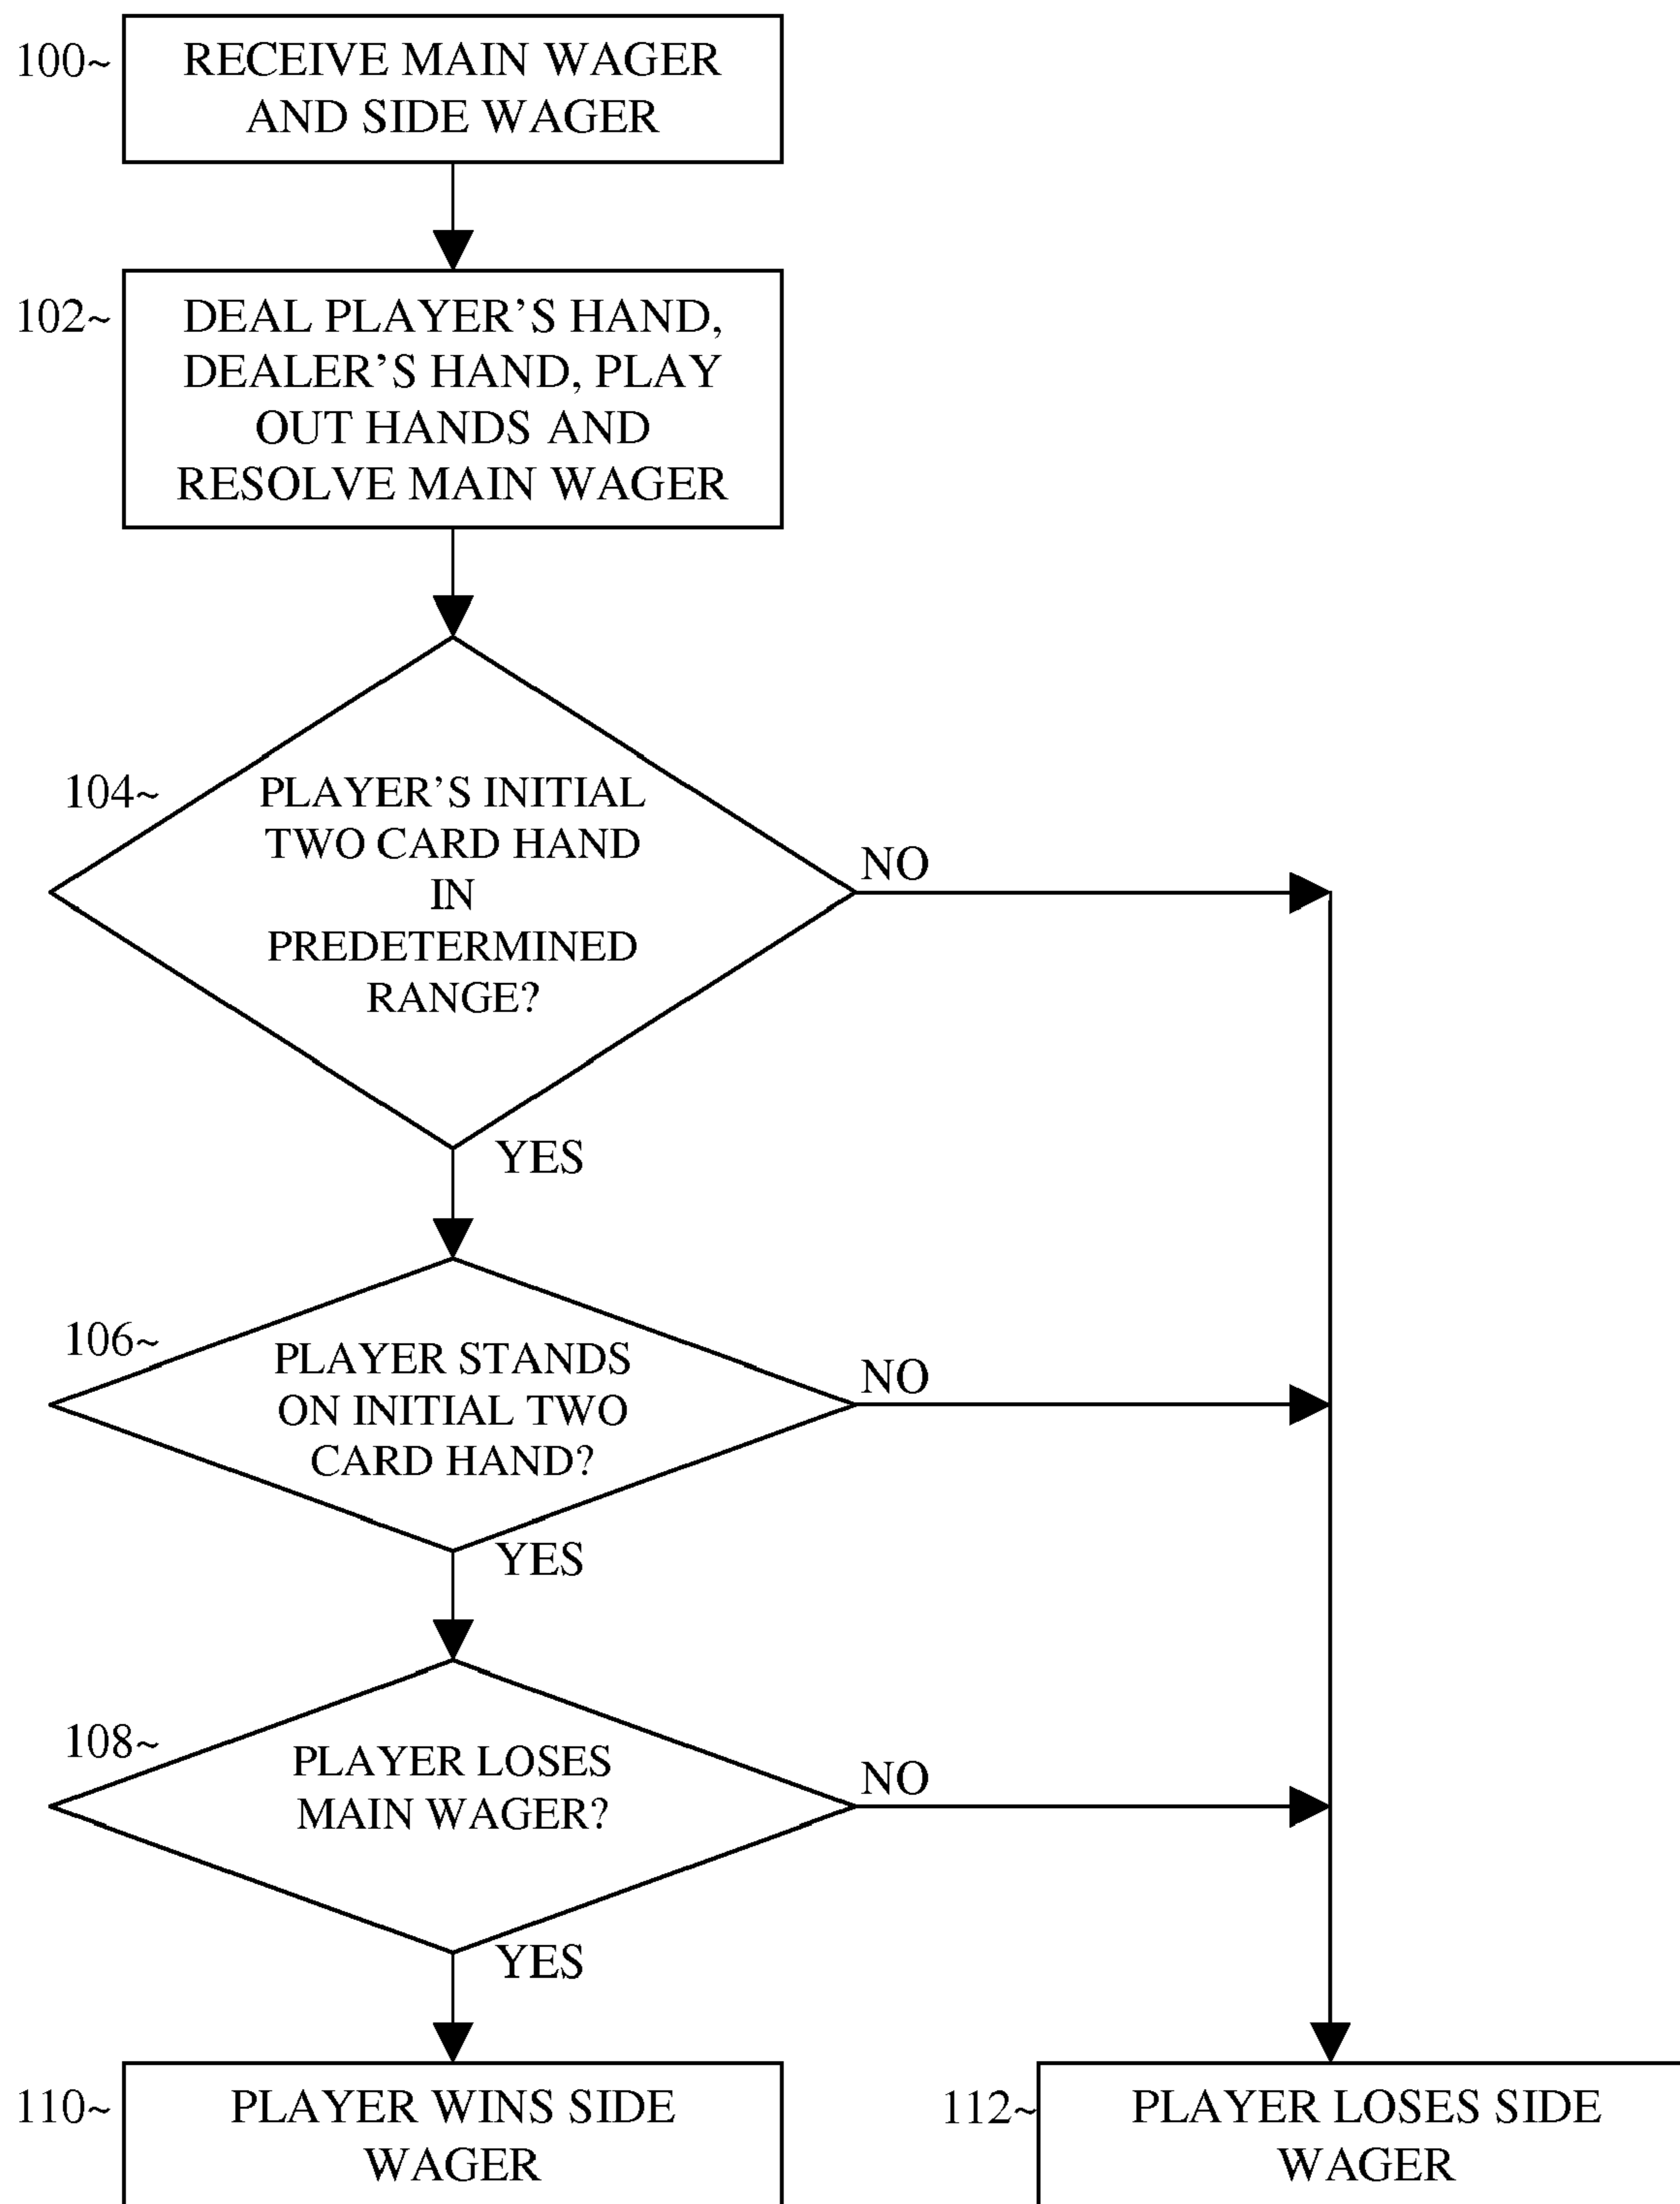 100~
RECEIVE MAIN WAGER
AND SIDE WAGER
102~
DEAL PLAYER'S HAND,
DEALER'S HAND, PLAY
OUT HANDS AND
RESOLVE MAIN WAGER
104~
PLAYER'S INITIAL
TWO CARD HAND
IN
PREDETERMINED
RANGE?
NO
YES
106~
PLAYER STANDS
ON INITIAL TWO
CARD HAND?
NO
YES
108~
PLAYER LOSES
MAIN WAGER?
NO
YES
110~
PLAYER WINS SIDE
WAGER
112~
PLAYER LOSES SIDE
WAGER